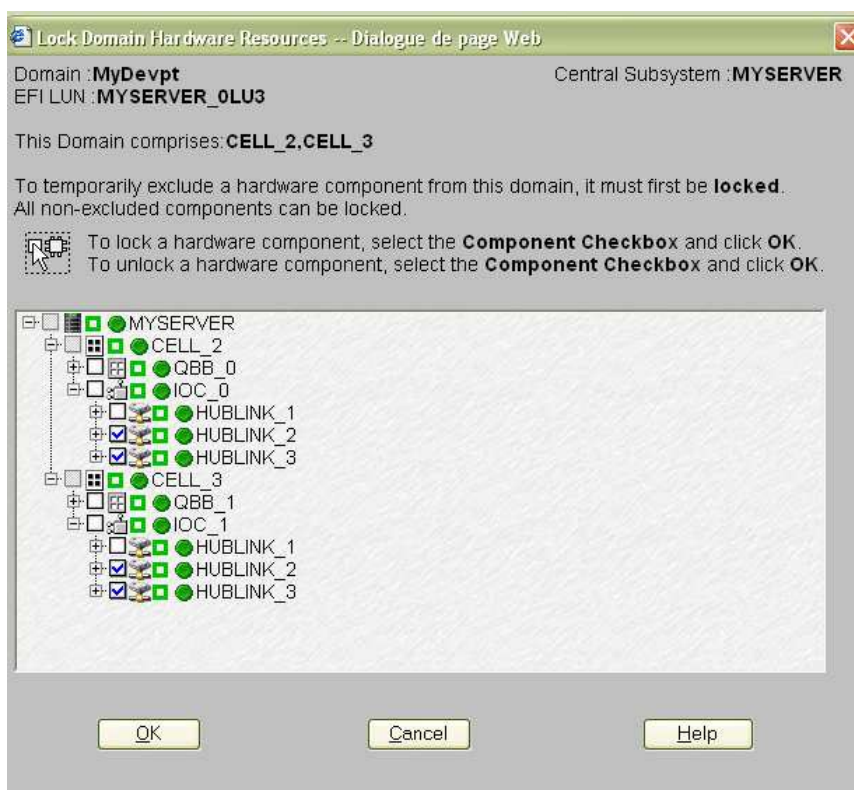 Lock Domain Hardware Resources -- Dialogue de page Web
Domain :MyDevpt Central Subsystem :MYSERVER
EFI LUN :MYSERVER_0LU3
This Domain comprises:CELL_2,CELL_3
To temporarily exclude a hardware component from this domain, it must first be locked.
All non-excluded components can be locked.
To lock a hardware component, select the Component Checkbox and click OK.
To unlock a hardware component, select the Component Checkbox and click OK.
MYSERVER
CELL_2
QBB_0
IOC_0
HUBLINK_1
HUBLINK_2
HUBLINK_3
CELL_3
QBB_1
IOC_1
HUBLINK_1
HUBLINK_2
HUBLINK_3
OK Cancel Help